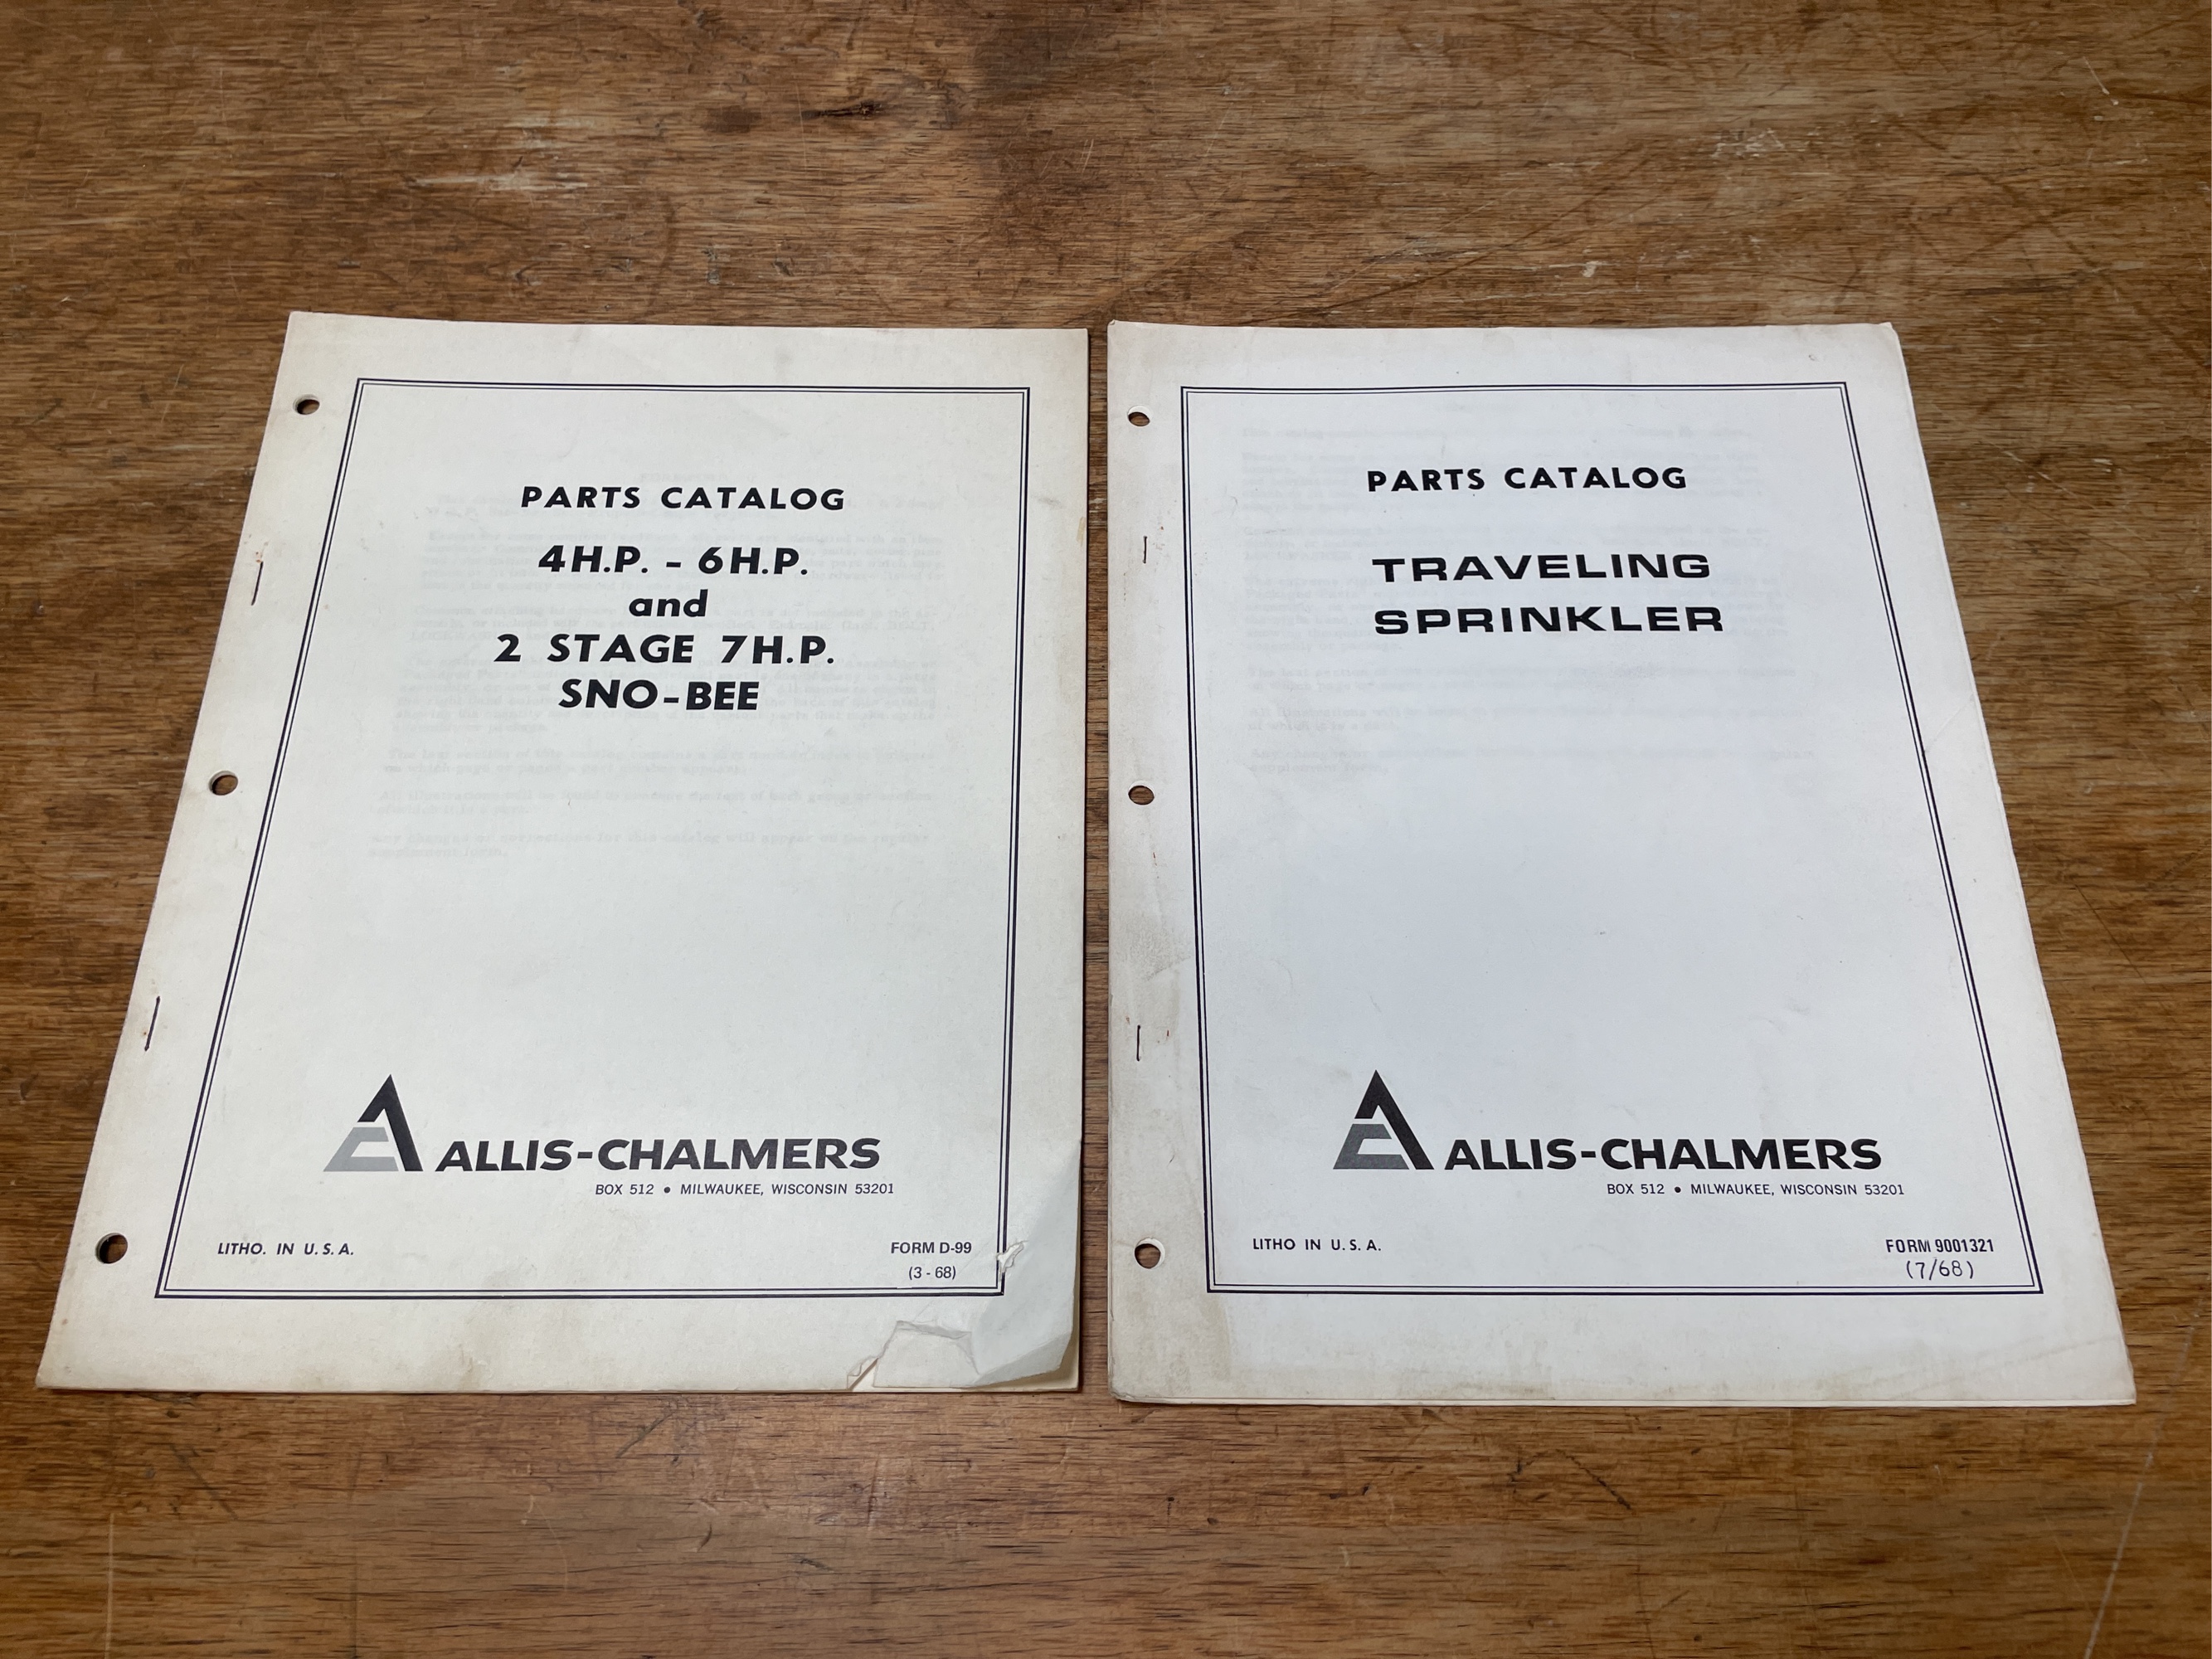 PARTS CATALOG
4H.P. - 6H.P.
and
2 STAGE 7H.P.
SNO-BEE
ALLIS-CHALMERS
BOX 512 • MILWAUKEE, WISCONSIN 53201
LITHO. IN U.S.A.
FORM D-99
(3-68)
PARTS CATALOG
TRAVELING
SPRINKLER
ALLIS-CHALMERS
BOX 512 • MILWAUKEE, WISCONSIN 53201
LITHO IN U.S.A.
FORM 9001321
(7/68)